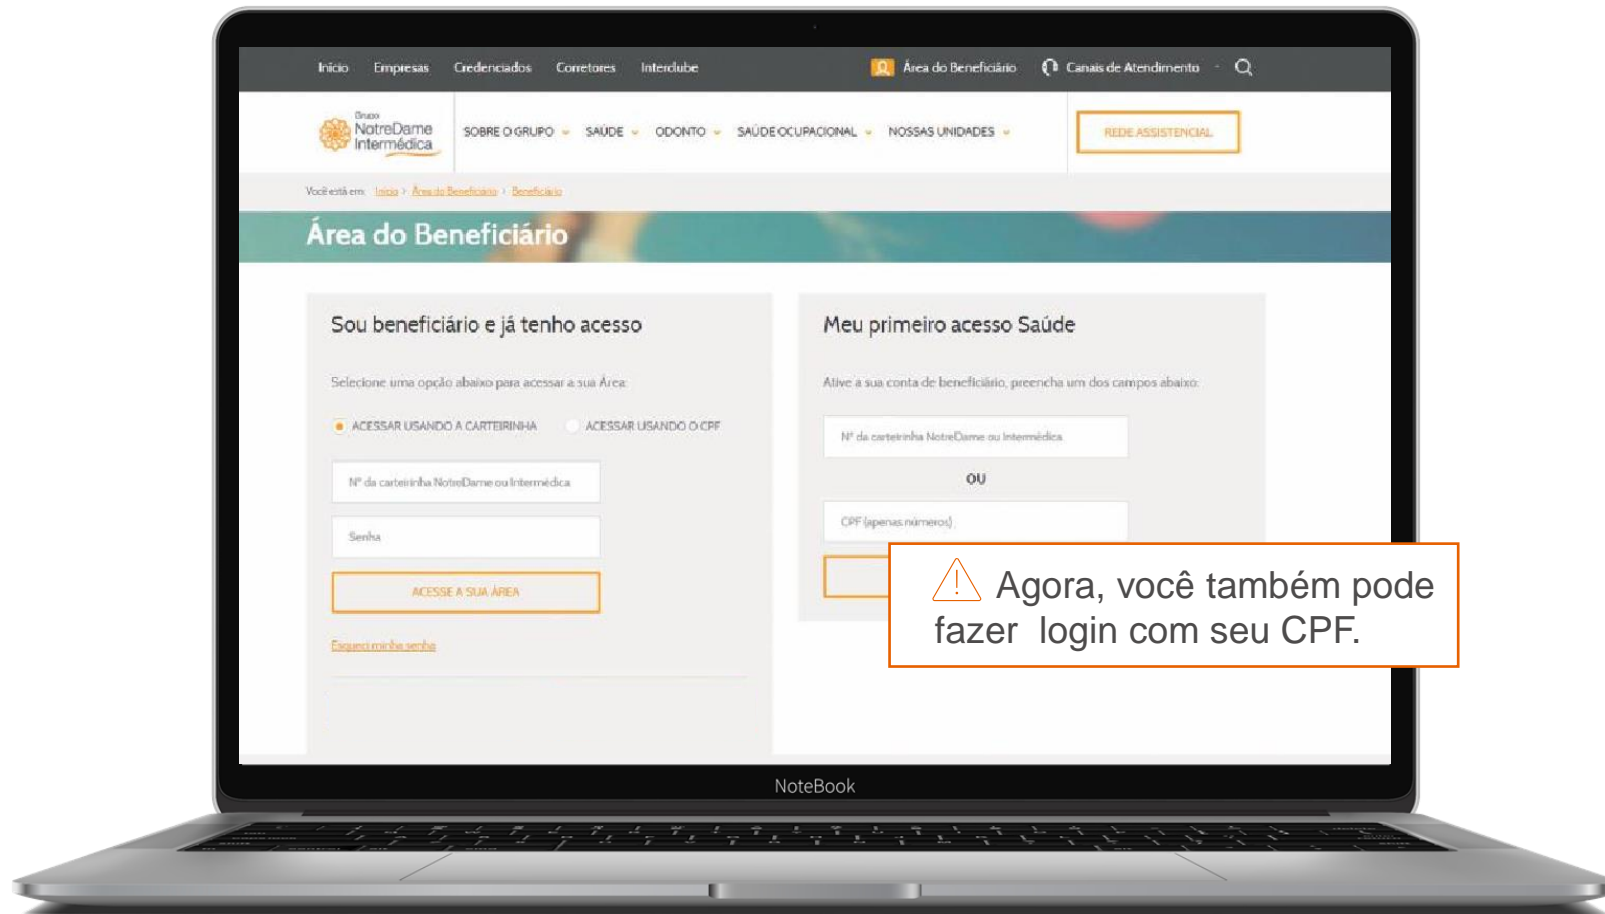 Início Empresas Credenciados Corretores Interclube Área do Beneficiário Canais de Atendimento
Grupo
NotreDame
Intermédica
SOBRE O GRUPO SAÚDE ODONTO SAÚDE OCUPACIONAL NOSSAS UNIDADES REDE ASSISTENCIAL
Você está em: Início > Área do Beneficiário > Beneficiário
Área do Beneficiário
Sou beneficiário e já tenho acesso
Selecione uma opção abaixo para acessar a sua Área:
ACESSAR USANDO A CARTEIRINHA ACESSAR USANDO O CPF
Nº da carteirinha NotreDame ou Intermédica
Senha
ACESSE A SUA ÁREA
Esqueci minha senha
Meu primeiro acesso Saúde
Ative a sua conta de beneficiário, preencha um dos campos abaixo:
Nº da carteirinha NotreDame ou Intermédica
OU
CPF (apenas números)
Agora, você também pode
fazer login com seu CPF.
NoteBook